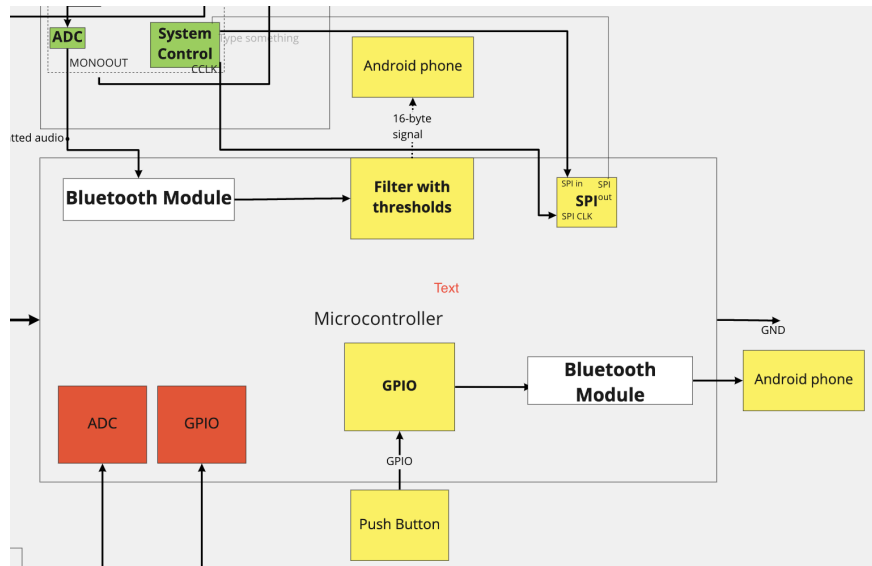 ADC
System
Control
Type something
MONOOUT
CCLK
Android phone
16-byte
signal
tted audio
Bluetooth Module
Filter with
thresholds
SPI in
SPI
out
SPI
SPI CLK
Text
Microcontroller
GND
GPIO
Bluetooth
Module
Android phone
ADC
GPIO
GPIO
Push Button